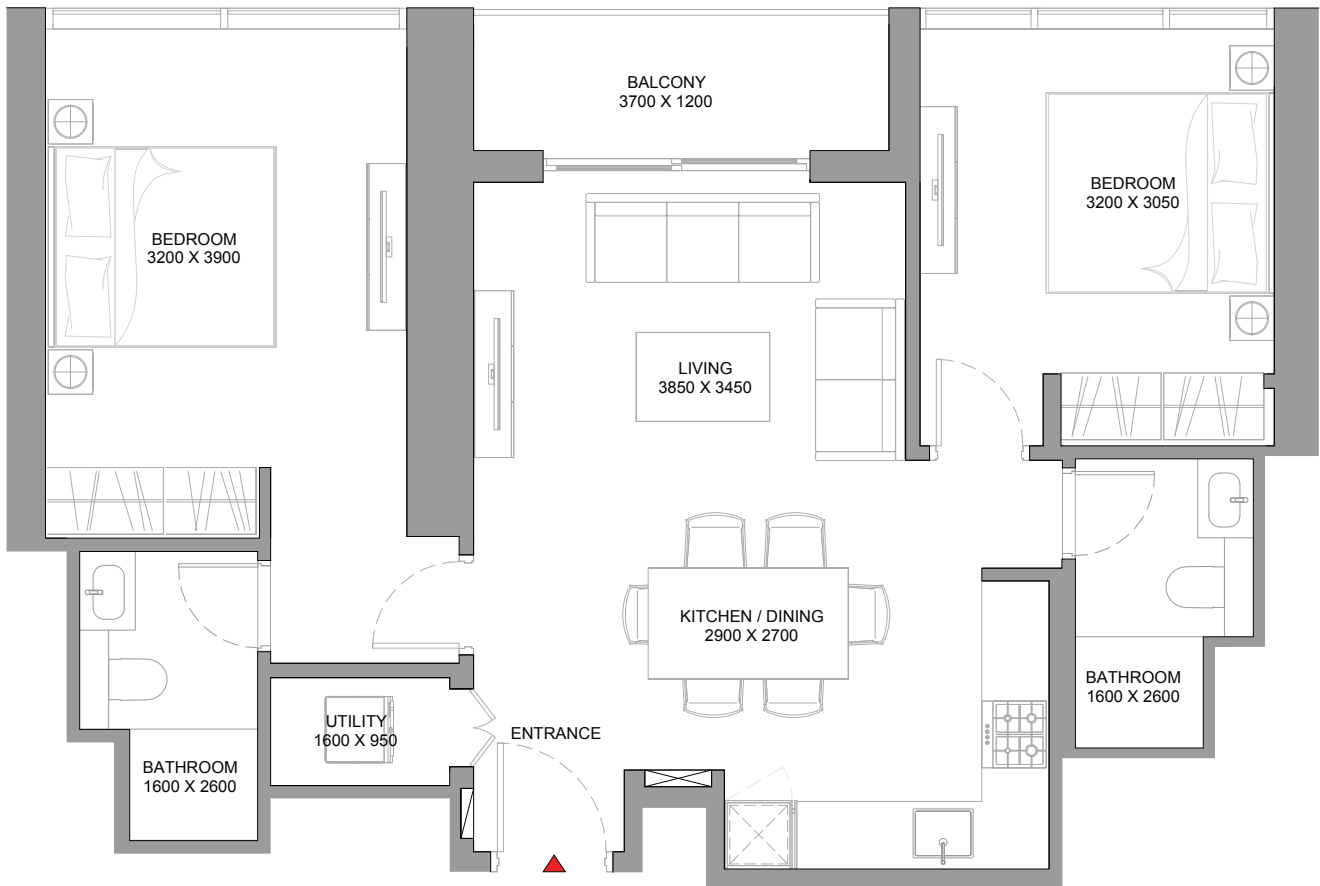 BALCONY
3700 X 1200
BEDROOM
3200 X 3900
BEDROOM
3200 X 3050
LIVING
3850 X 3450
KITCHEN / DINING
2900 X 2700
BATHROOM
1600 X 2600
UTILITY
1600 X 950
ENTRANCE
BATHROOM
1600 X 2600